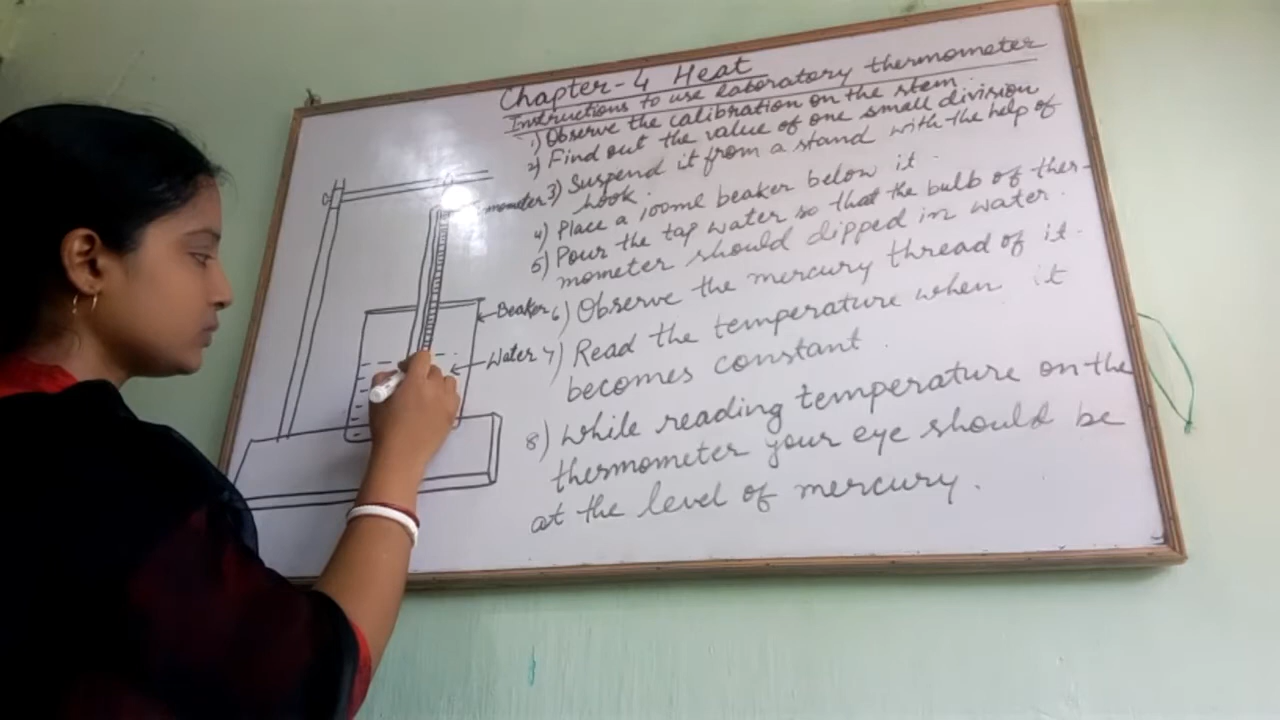 Chapter-4 Heat
Instructions to use laboratory thermometer
1) Observe the calibration on the stem.
2) Find out the value of one small division
3) Suspend it from a stand with the help of
hook.
4) Place a 100ml beaker below it.
5) Pour the tap water so that the bulb of ther-
mometer should dipped in water.
6) Observe the mercury thread of it.
7) Read the temperature when it
becomes constant.
8) While reading temperature on the
thermometer your eye should be
at the level of mercury.
mometer
Beaker
Water